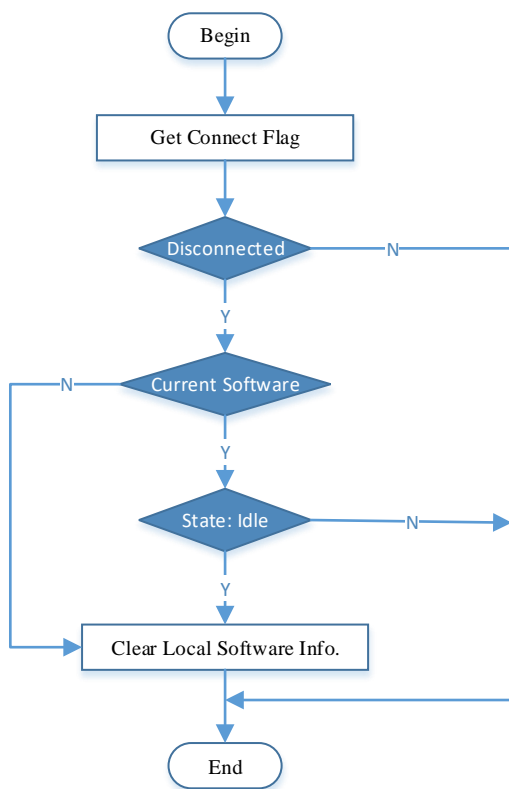 Begin
Get Connect Flag
Disconnected
N
Y
Current Software
N
Y
State: Idle
N
Y
Clear Local Software Info.
End